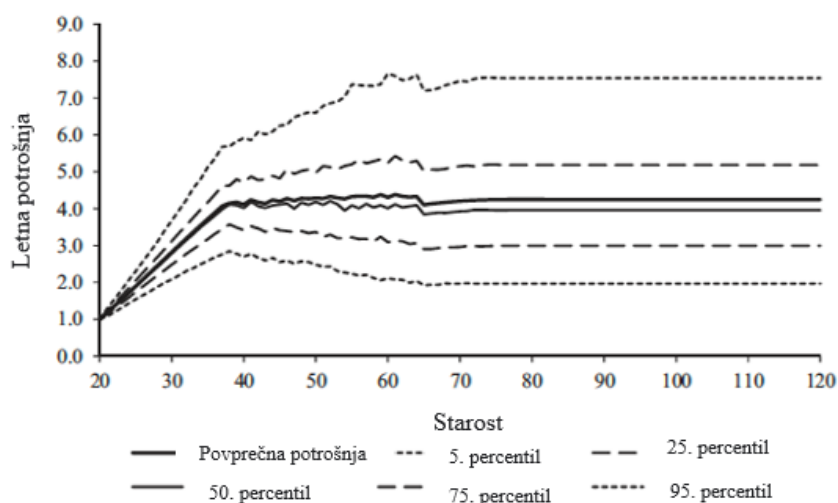 9.0
8.0
7.0
6.0
5.0
4.0
3.0
2.0
1.0
0.0
Letna potrošnja
20 30 40 50 60 70 80 90 100 110 120
Starost
Povprečna potrošnja 5. percentil 25. percentil
50. percentil 75. percentil 95. percentil